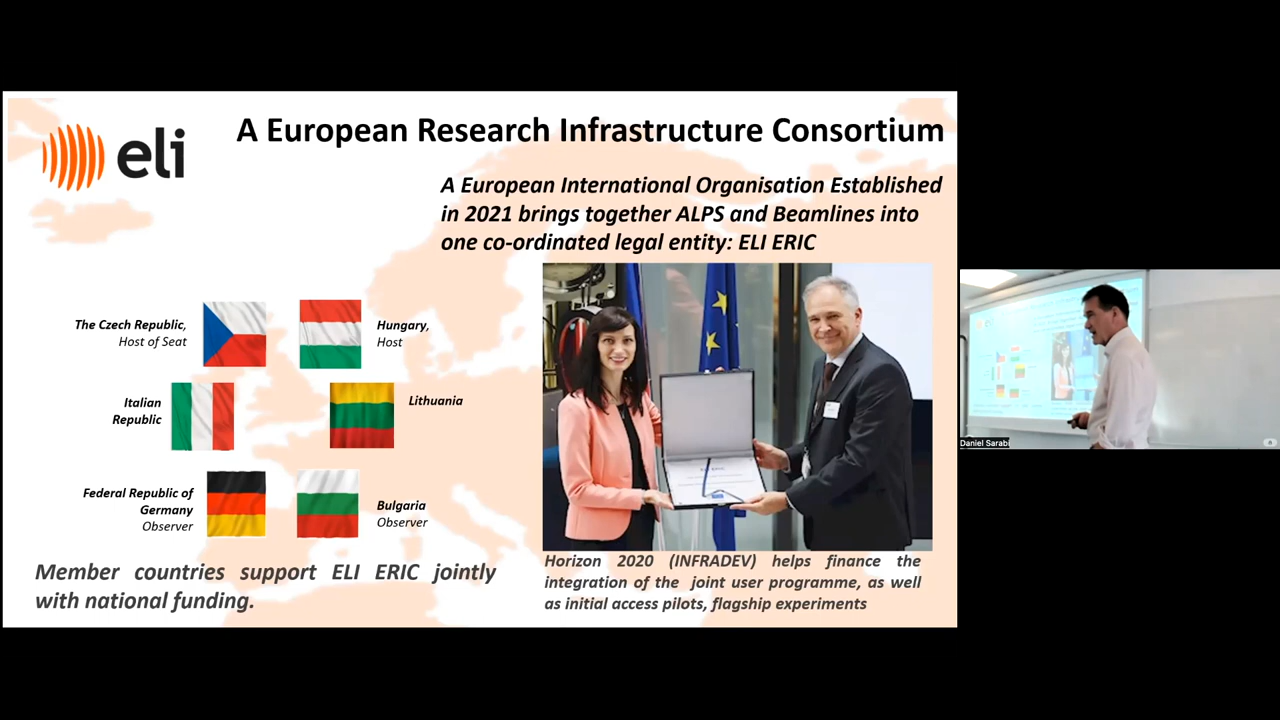 eli
A European Research Infrastructure Consortium
A European International Organisation Established
in 2021 brings together ALPS and Beamlines into
one co-ordinated legal entity: ELI ERIC
The Czech Republic,
Host of Seat
Hungary,
Host
Italian
Republic
Lithuania
Federal Republic of
Germany
Observer
Bulgaria
Observer
Member countries support ELI ERIC jointly
with national funding.
Horizon 2020 (INFRADEV) helps finance the
integration of the joint user programme, as well
as initial access pilots, flagship experiments
eli
Daniel Sarabi